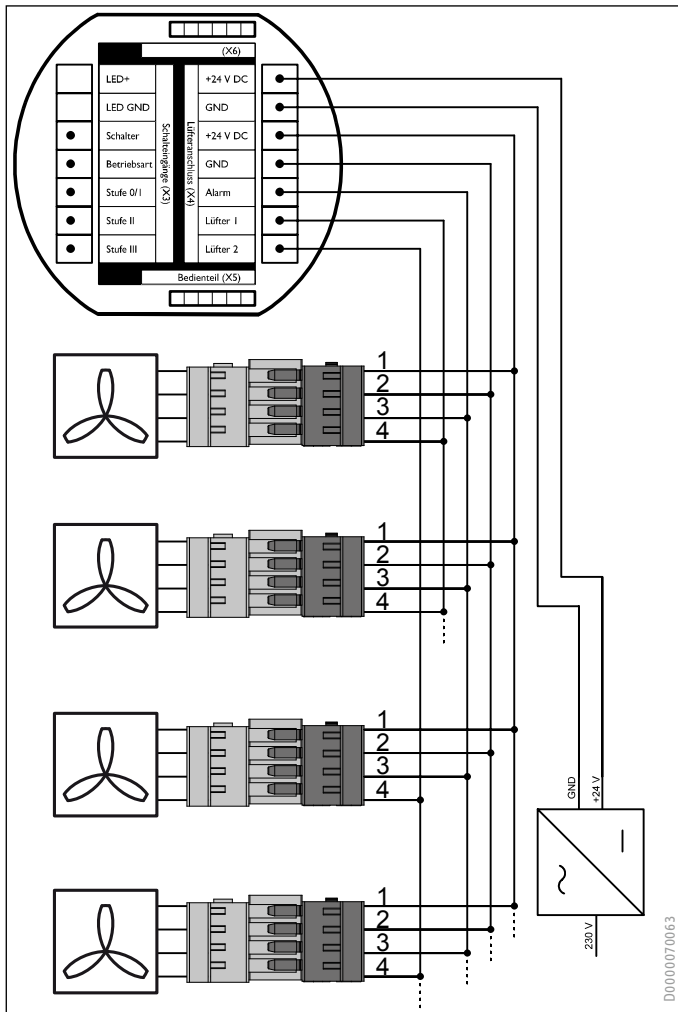 (X6)
LED+
+24 V DC
LED GND
GND
Schalter
+24 V DC
Betriebsart
GND
Stufe 0/I
Alarm
Stufe II
Lüfter 1
Stufe III
Lüfter 2
Schalteingänge (X3)
Lüfteranschluss (X4)
Bedienteil (X5)
1
2
3
4
1
2
3
4
1
2
3
4
1
2
3
4
GND
+24 V
230 V
D0000070063